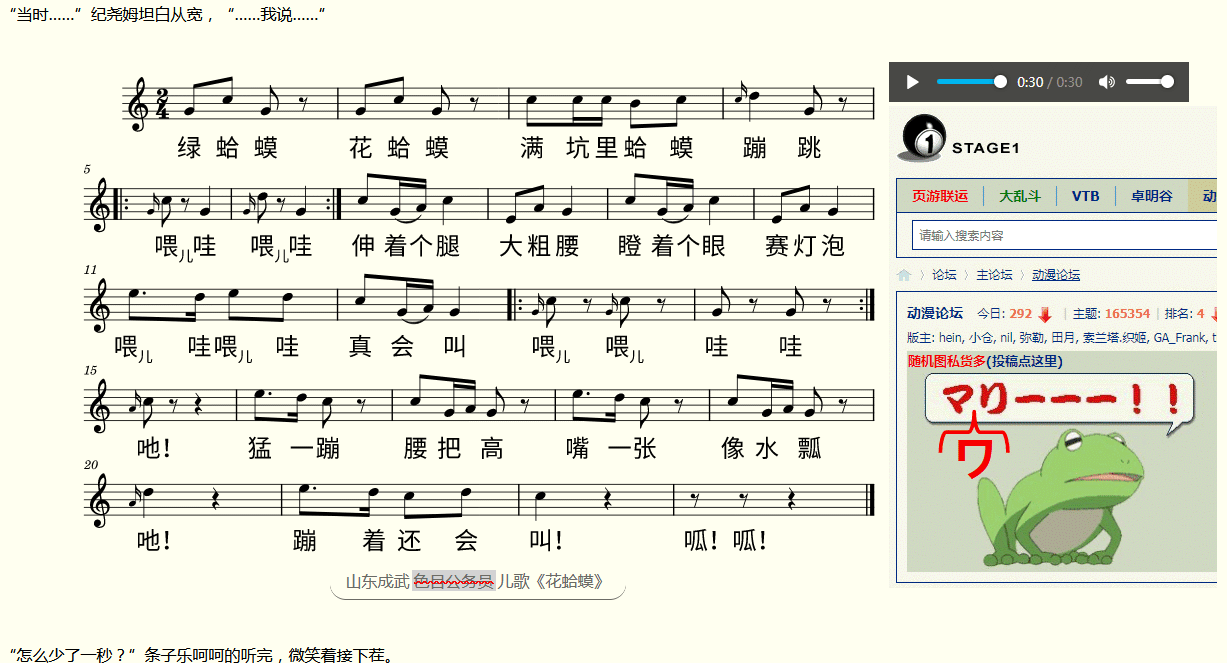 “当时……”纪尧姆坦白从宽，“……我说……”
绿 蛤 蟆 花 蛤 蟆 满 坑 里 蛤 蟆 蹦 跳
5
喂儿 哇 喂儿 哇 伸 着 个 腿 大 粗 腰 瞪 着 个 眼 赛 灯 泡
11
喂儿 哇 喂儿 哇 真 会 叫 喂儿 喂儿 哇 哇
15
吔！ 猛 一 蹦 腰 把 高 嘴 一 张 像 水 瓢
20
吔！ 蹦 着 还 会 叫！ 呱！ 呱！
山东成武 色目公务员 儿歌《花蛤蟆》
0:30 / 0:30
1 STAGE1
页游联运 大乱斗 VTB 卓明谷 动
请输入搜索内容
〉论坛 〉主论坛 〉动漫论坛
动漫论坛 今日: 292 | 主题: 165354 | 排名: 4
版主: hein, 小仓, nil, 弥勒, 田月, 索兰塔.织姬, GA_Frank, t
随机图私货多(投稿点这里)
マりーーー！！
ワ
“怎么少了一秒？”条子乐呵呵的听完，微笑着接下茬。